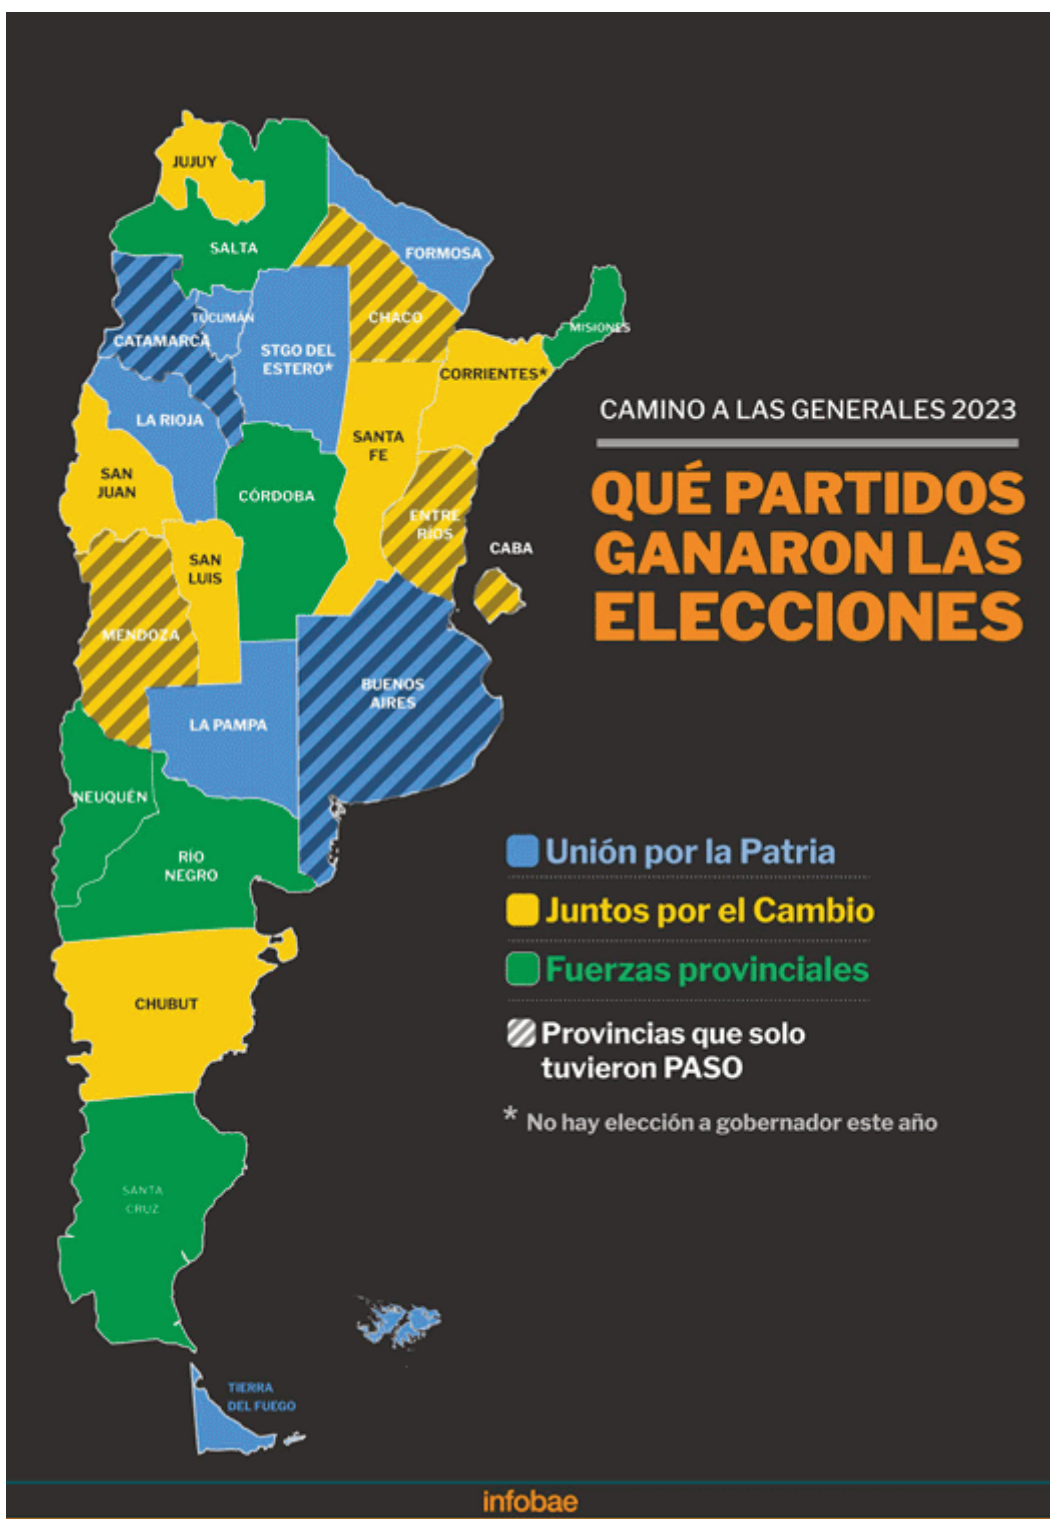 JUJUY
SALTA
FORMOSA
TUCUMÁN
CHACO
MISIONES
CATAMARCA
STGO DEL
ESTERO*
CORRIENTES*
LA RIOJA
SANTA
FE
SAN
JUAN
CÓRDOBA
ENTRE
RÍOS
CABA
SAN
LUIS
MENDOZA
BUENOS
AIRES
LA PAMPA
NEUQUÉN
RÍO
NEGRO
CHUBUT
SANTA
CRUZ
TIERRA
DEL FUEGO
CAMINO A LAS GENERALES 2023
QUÉ PARTIDOS
GANARON LAS
ELECCIONES
Unión por la Patria
Juntos por el Cambio
Fuerzas provinciales
Provincias que solo
tuvieron PASO
* No hay elección a gobernador este año
infobae